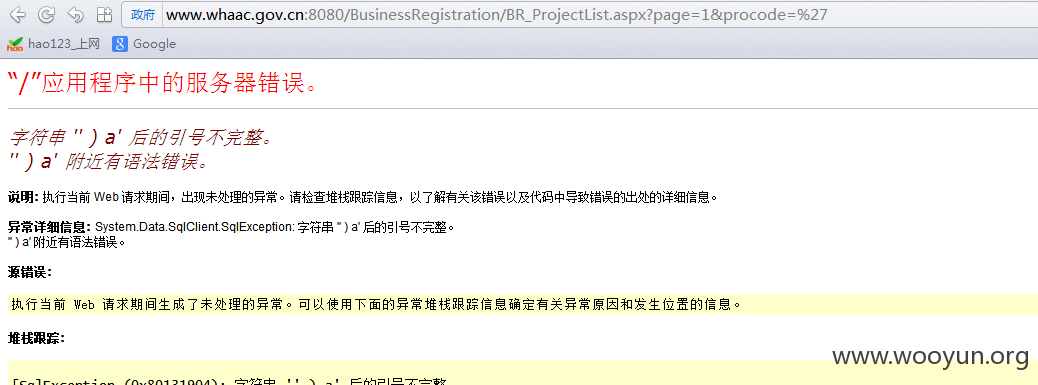 政府 www.whaac.gov.cn:8080/BusinessRegistration/BR_ProjectList.aspx?page=1&procode=%27
hao123_上网 Google
“/”应用程序中的服务器错误。
字符串 '' ) a' 后的引号不完整。
'' ) a' 附近有语法错误。
说明: 执行当前 Web 请求期间，出现未处理的异常。请检查堆栈跟踪信息，以了解有关该错误以及代码中导致错误的出处的详细信息。
异常详细信息: System.Data.SqlClient.SqlException: 字符串 '' ) a' 后的引号不完整。
'' ) a' 附近有语法错误。
源错误:
执行当前 Web 请求期间生成了未处理的异常。可以使用下面的异常堆栈跟踪信息确定有关异常原因和发生位置的信息。
堆栈跟踪:
www.wooyun.org
[SqlException (0x80131904): 字符串 '' ) a' 后的引号不完整。